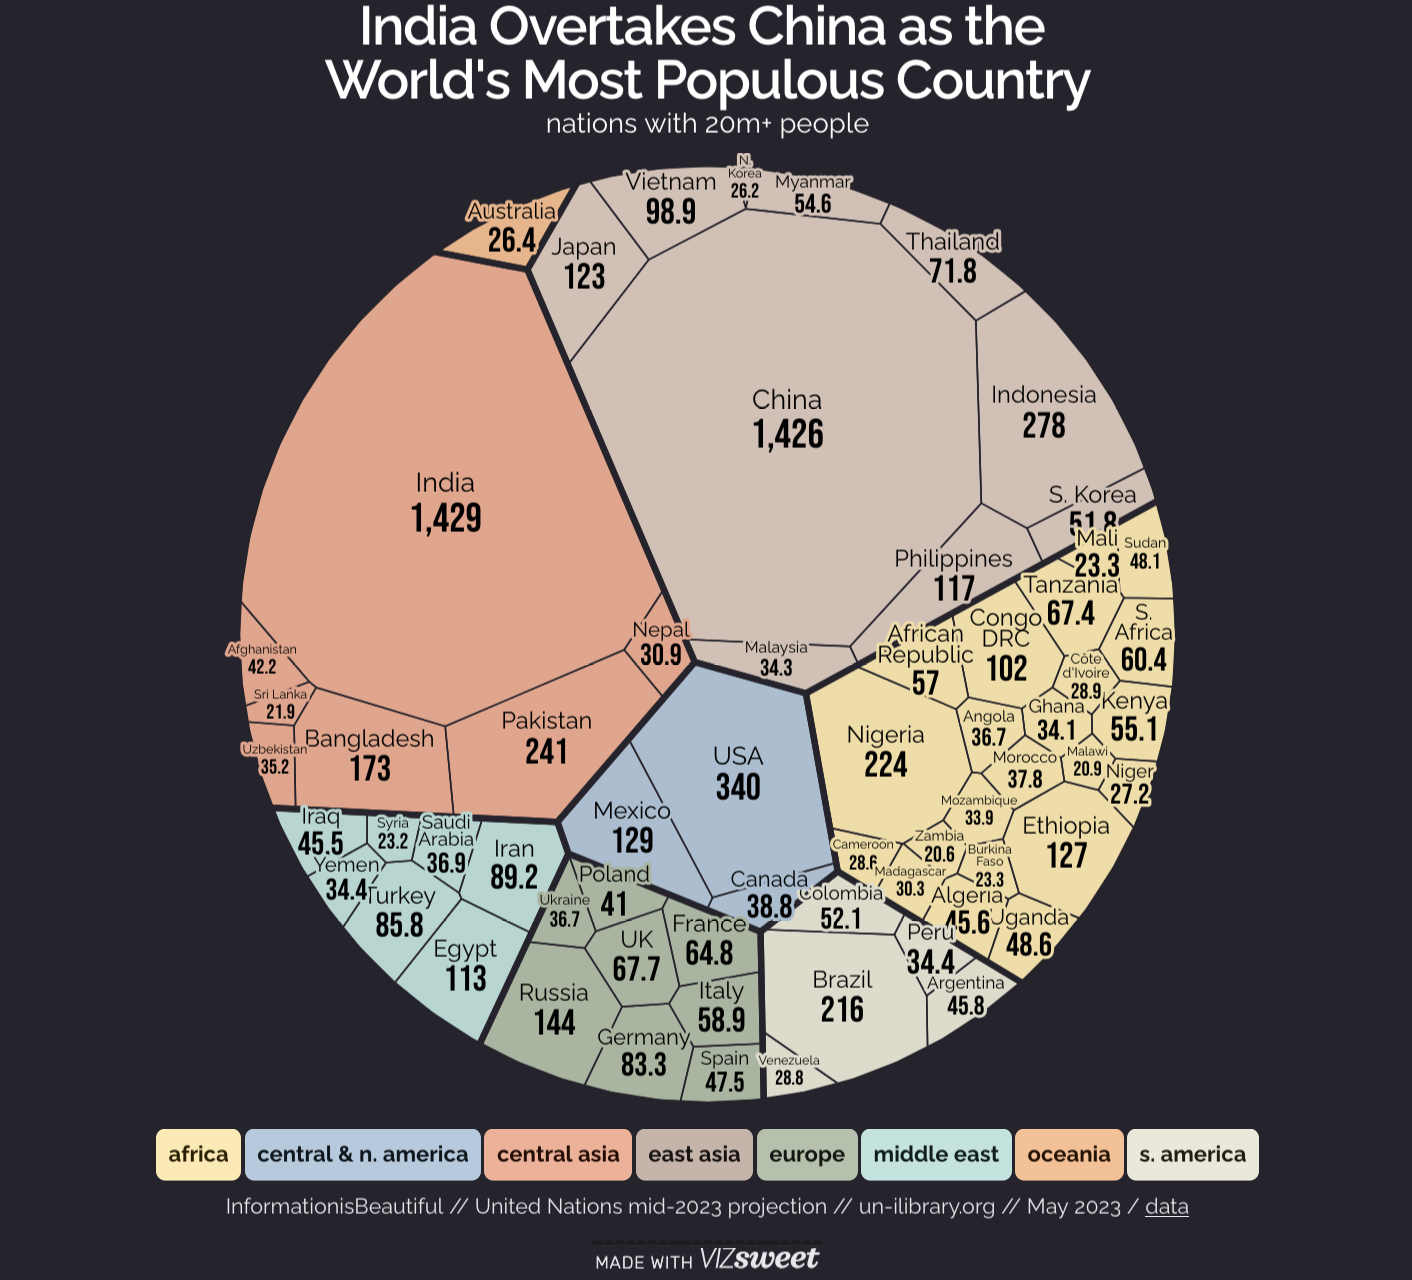 India Overtakes China as the
World's Most Populous Country
nations with 20m+ people
Australia
26.4
Japan
123
Vietnam
98.9
N.
Korea
26.2
Myanmar
54.6
Thailand
71.8
China
1,426
Indonesia
278
S. Korea
51.8
Philippines
117
Malaysia
34.3
India
1,429
Nepal
30.9
Afghanistan
42.2
Sri Lanka
21.9
Uzbekistan
35.2
Bangladesh
173
Pakistan
241
USA
340
Mexico
129
Canada
38.8
Mali
23.3
Sudan
48.1
Tanzania
67.4
S.
Africa
60.4
Congo
DRC
102
African
Republic
57
Côte
d'Ivoire
28.9
Kenya
55.1
Ghana
34.1
Angola
36.7
Nigeria
224
Morocco
37.8
Malawi
20.9
Niger
27.2
Mozambique
33.9
Ethiopia
127
Zambia
20.6
Cameroon
28.6
Burkina
Faso
23.3
Madagascar
30.3
Algeria
45.6
Uganda
48.6
Iraq
45.5
Syria
23.2
Saudi
Arabia
36.9
Iran
89.2
Yemen
34.4
Turkey
85.8
Egypt
113
Poland
41
Ukraine
36.7
UK
67.7
France
64.8
Russia
144
Italy
58.9
Germany
83.3
Spain
47.5
Colombia
52.1
Peru
34.4
Brazil
216
Argentina
45.8
Venezuela
28.8
africa
central & n. america
central asia
east asia
europe
middle east
oceania
s. america
InformationisBeautiful // United Nations mid-2023 projection // un-ilibrary.org // May 2023 / data
MADE WITH VIZsweet